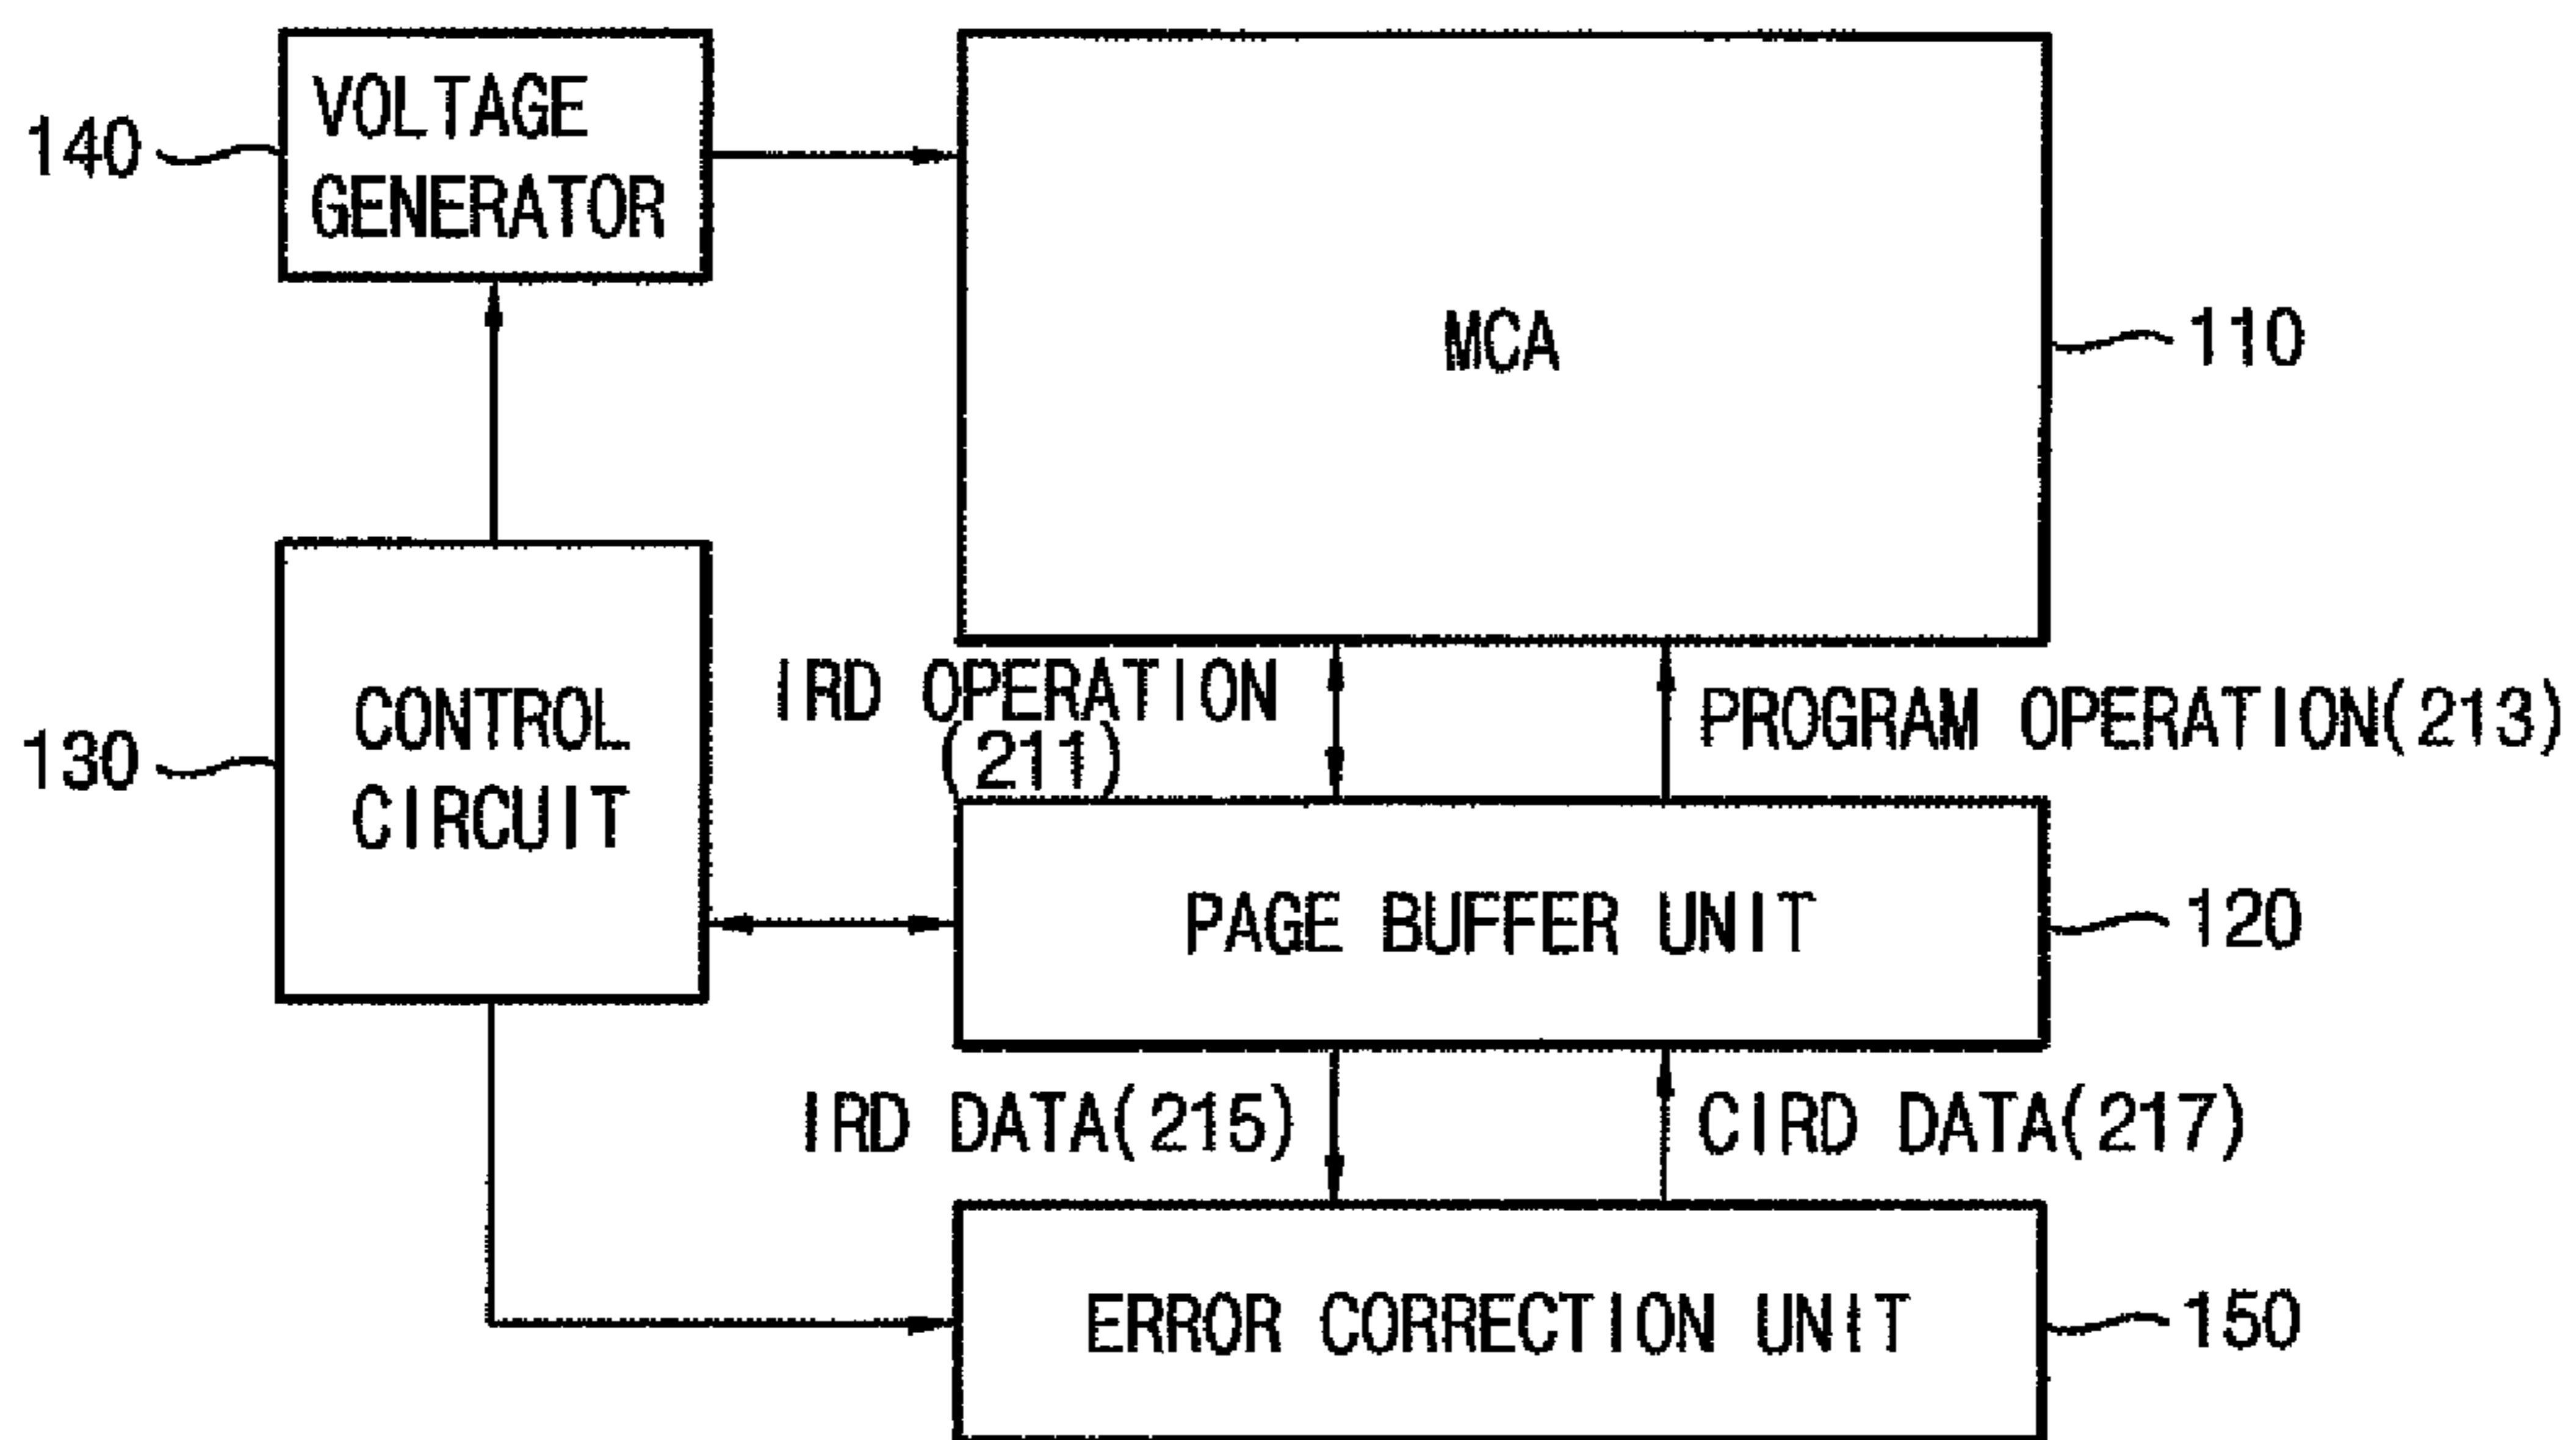 140
VOLTAGE
GENERATOR
MCA
110
130
CONTROL
CIRCUIT
IRD OPERATION
(211)
PROGRAM OPERATION(213)
PAGE BUFFER UNIT
120
IRD DATA(215)
CIRD DATA(217)
ERROR CORRECTION UNIT
150